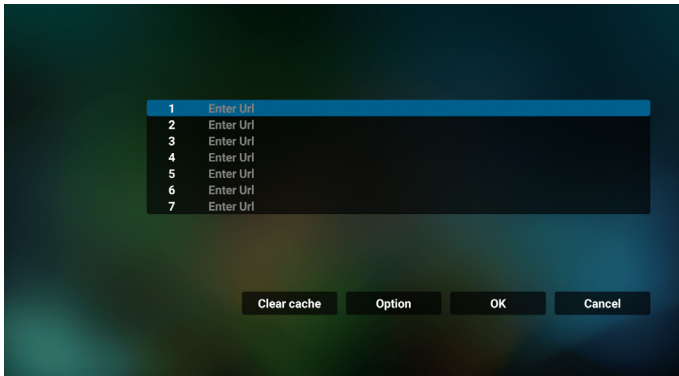 1 Enter Url
2 Enter Url
3 Enter Url
4 Enter Url
5 Enter Url
6 Enter Url
7 Enter Url
Clear cache Option OK Cancel